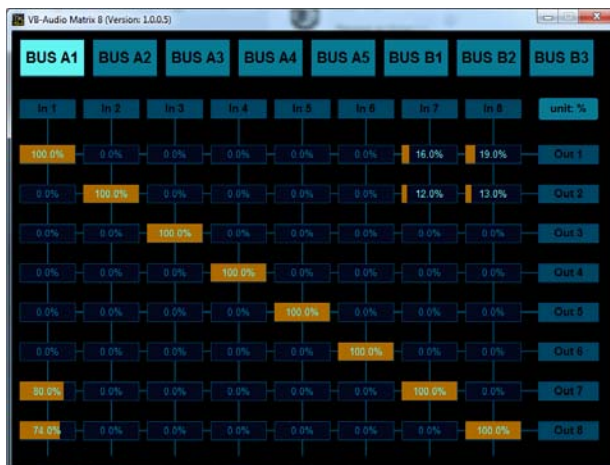 VB-Audio Matrix 8 (Version: 1.0.0.5)
BUS A1 BUS A2 BUS A3 BUS A4 BUS A5 BUS B1 BUS B2 BUS B3
In 1 In 2 In 3 In 4 In 5 In 6 In 7 In 8 unit: %
100.0% 0.0% 0.0% 0.0% 0.0% 0.0% 16.0% 19.0% Out 1
0.0% 100.0% 0.0% 0.0% 0.0% 0.0% 12.0% 13.0% Out 2
0.0% 0.0% 100.0% 0.0% 0.0% 0.0% 0.0% 0.0% Out 3
0.0% 0.0% 0.0% 100.0% 0.0% 0.0% 0.0% 0.0% Out 4
0.0% 0.0% 0.0% 0.0% 100.0% 0.0% 0.0% 0.0% Out 5
0.0% 0.0% 0.0% 0.0% 0.0% 100.0% 0.0% 0.0% Out 6
80.0% 0.0% 0.0% 0.0% 0.0% 0.0% 100.0% 0.0% Out 7
74.0% 0.0% 0.0% 0.0% 0.0% 0.0% 0.0% 100.0% Out 8